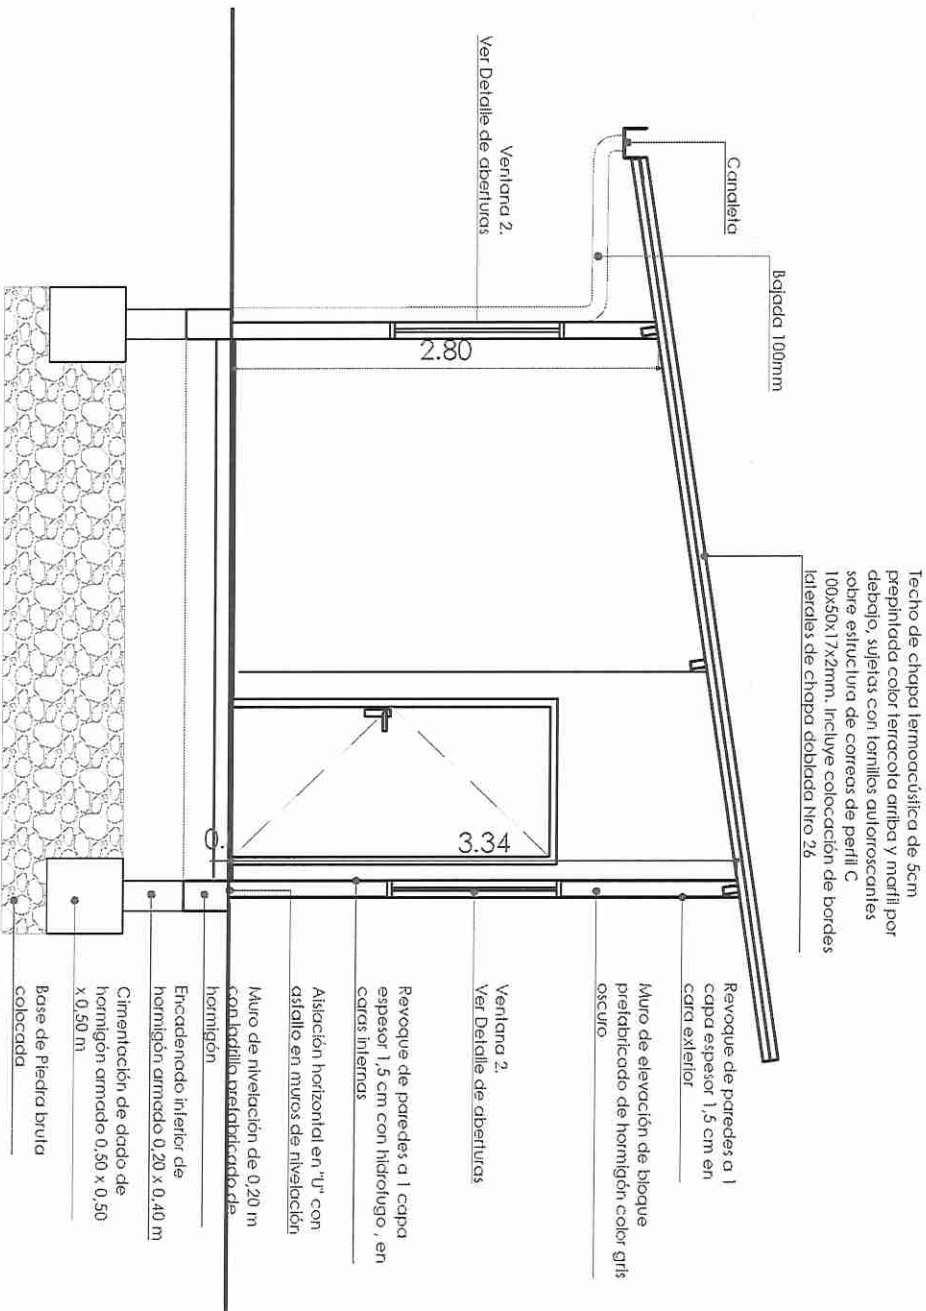 Techo de chapa termoacústica de 5cm
prepintada color terracota arriba y marfil por
debajo, sujetas con tornillos autorroscantes
sobre estructura de correas de perfil C
100x50x17x2mm. Incluye colocación de bordes
laterales de chapa doblada Nro 26
Bajada 100mm
Canaleta
Ventana 2.
Ver Detalle de aberturas
2.80
3.34
0.
Revoque de paredes a 1
capa espesor 1,5 cm en
cara exterior
Muro de elevación de bloque
prefabricado de hormigón color gris
oscuro
Ventana 2.
Ver Detalle de aberturas
Revoque de paredes a 1 capa
espesor 1,5 cm con hidrofugo , en
caras internas
Aislación horizontal en "U" con
asfalto en muros de nivelación
Muro de nivelación de 0,20 m
con ladrillo prefabricado de
hormigón
Encadenado inferior de
hormigón armado 0,20 x 0,40 m
Cimentación de dado de
hormigón armado 0,50 x 0,50
x 0,50 m
Base de Piedra bruta
colocada